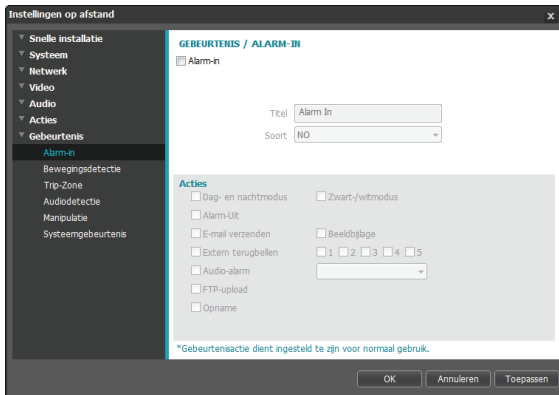 Instellingen op afstand
x
Snelle installatie
Systeem
Netwerk
Video
Audio
Acties
Gebeurtenis
Alarm-in
Bewegingsdetectie
Trip-Zone
Audiodetectie
Manipulatie
Systeemgebeurtenis
GEBEURTENIS / ALARM-IN
Alarm-in
Titel Alarm In
Soort NO
Acties
Dag- en nachtmodus Zwart-/witmodus
Alarm-Uit
E-mail verzenden Beeldbijlage
Extern terugbellen 1 2 3 4 5
Audio-alarm
FTP-upload
Opname
*Gebeurtenisactie dient ingesteld te zijn voor normaal gebruik.
OK Annuleren Toepassen